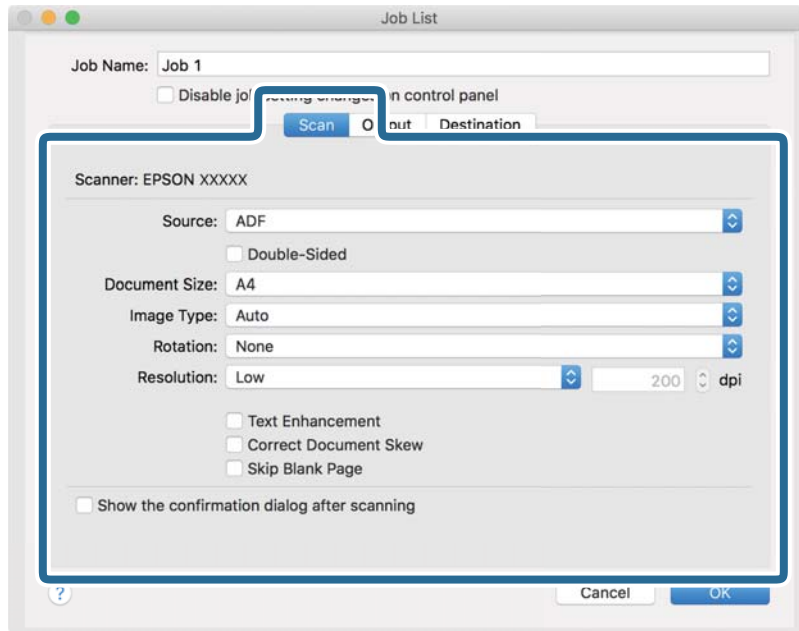 Job List
Job Name: Job 1
Disable on control panel
Scan Output Destination
Scanner: EPSON XXXXX
Source: ADF
Double-Sided
Document Size: A4
Image Type: Auto
Rotation: None
Resolution: Low 200 dpi
Text Enhancement
Correct Document Skew
Skip Blank Page
Show the confirmation dialog after scanning
? Cancel OK